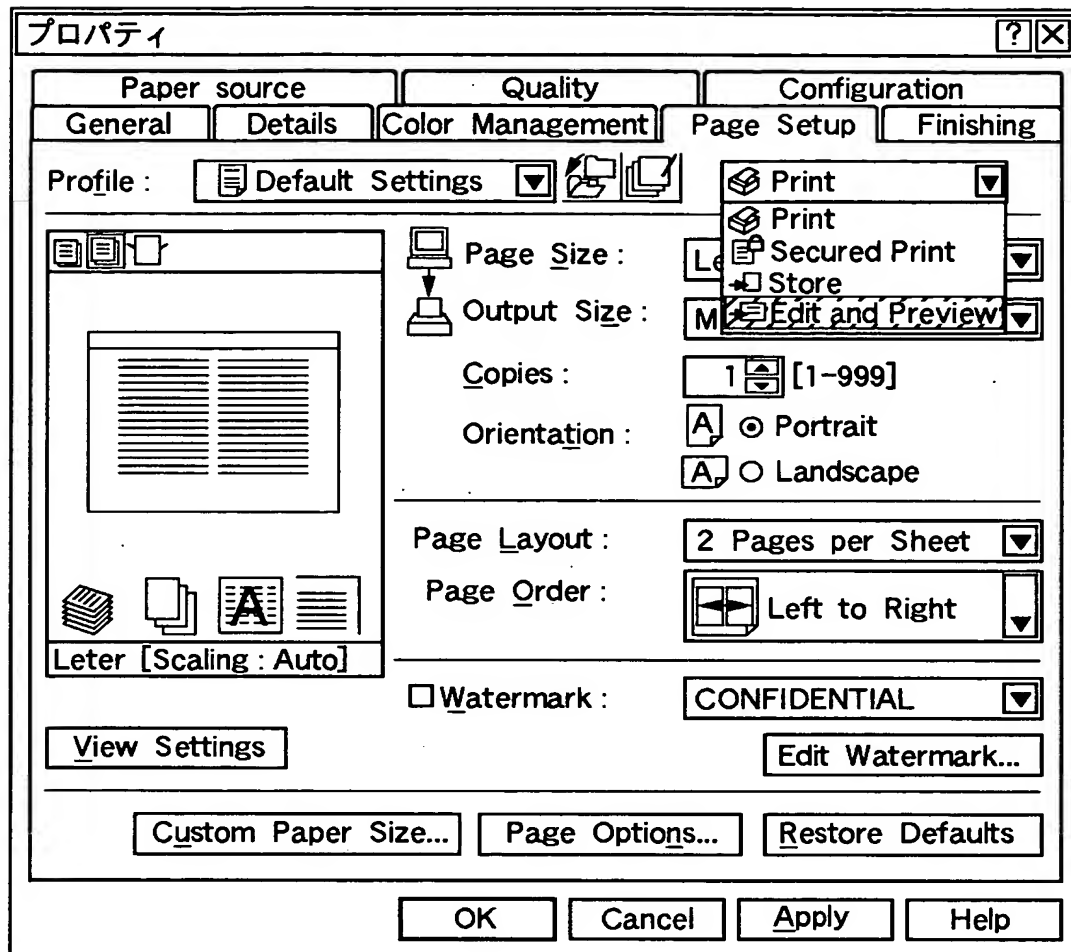 プロパティ ? X
Paper source Quality Configuration
General Details Color Management Page Setup Finishing
Profile : Default Settings Print
Print
Secured Print
Store
Edit and Preview
Page Size : Le
Output Size : M
Copies : 1 [1-999]
Orientation : A Portrait
A Landscape
Page Layout : 2 Pages per Sheet
Page Order : Left to Right
A
Leter [Scaling : Auto]
Watermark : CONFIDENTIAL
View Settings Edit Watermark...
Custom Paper Size... Page Options... Restore Defaults
OK Cancel Apply Help